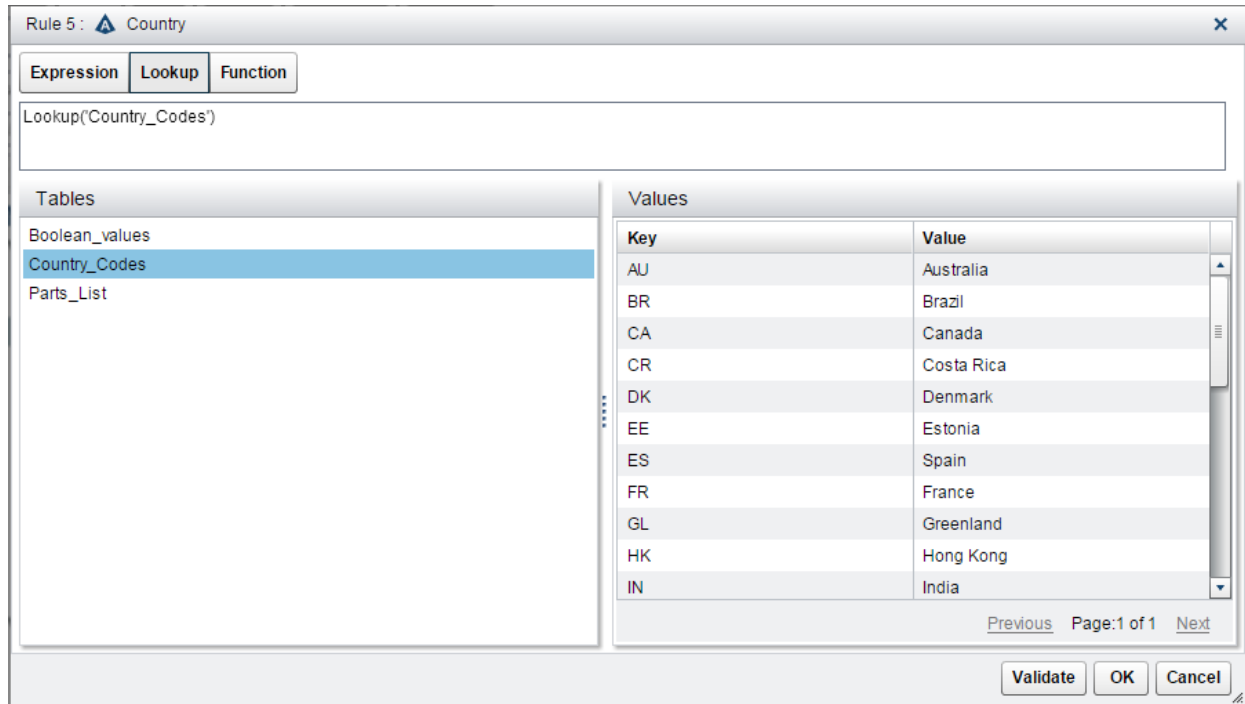 Rule 5 : Country
Expression Lookup Function
Lookup('Country_Codes')
Tables
Boolean_values
Country_Codes
Parts_List
Values
Key Value
AU Australia
BR Brazil
CA Canada
CR Costa Rica
DK Denmark
EE Estonia
ES Spain
FR France
GL Greenland
HK Hong Kong
IN India
Previous Page:1 of 1 Next
Validate OK Cancel